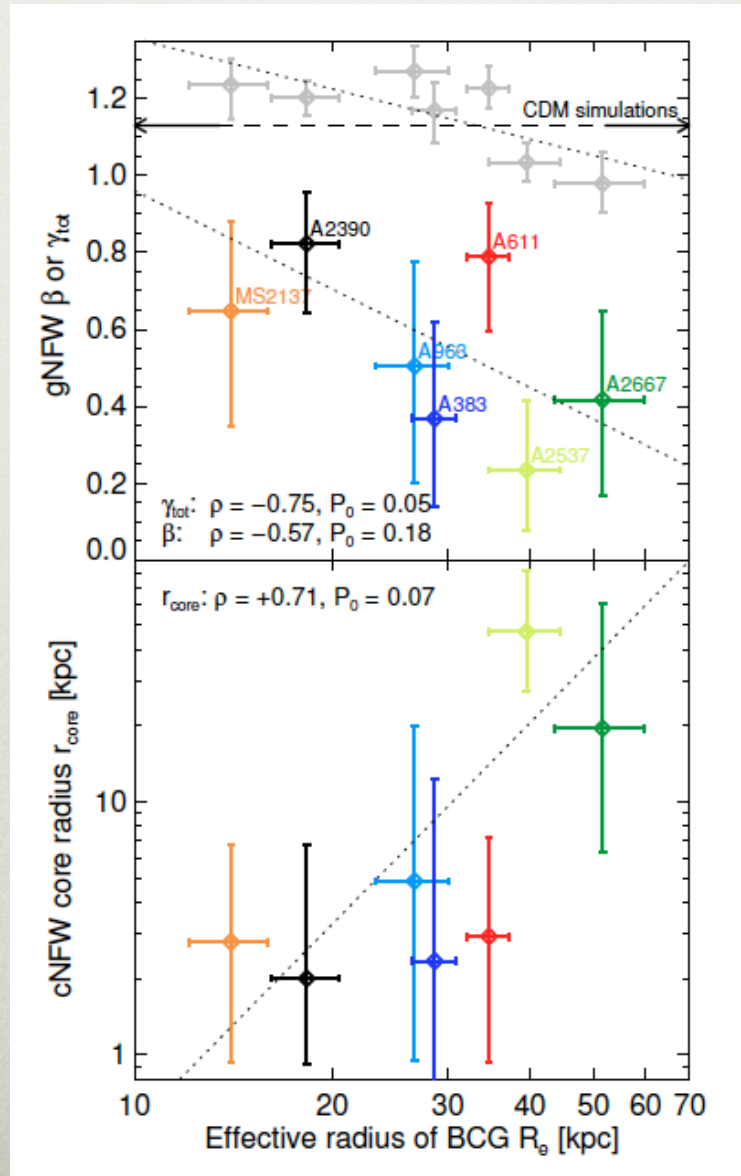 1.2
1.0
0.8
0.6
0.4
0.2
0.0
gNFW β or γtot
CDM simulations
A2390
A611
MS2137
A963
A2667
A383
A2537
γtot: ρ = −0.75, P0 = 0.05
β: ρ = −0.57, P0 = 0.18
rcore: ρ = +0.71, P0 = 0.07
cNFW core radius rcore [kpc]
10
1
10 20 30 40 50 60 70
Effective radius of BCG Re [kpc]